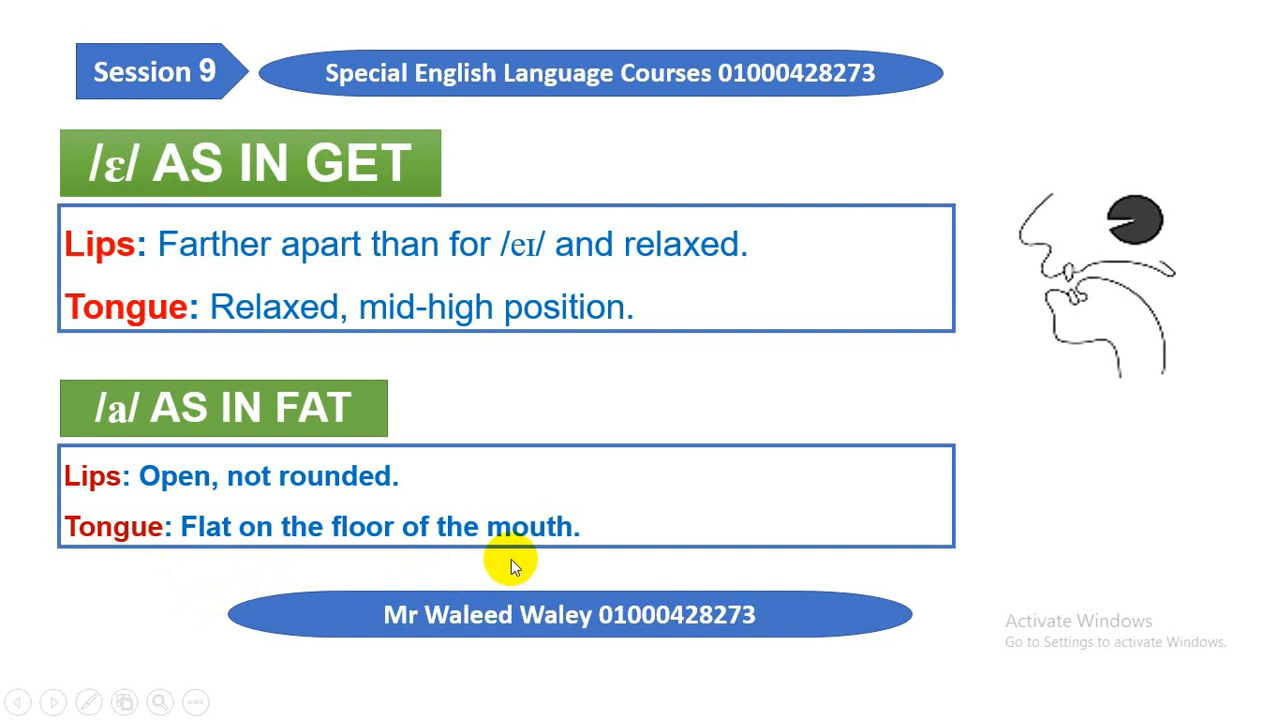 Session 9
Special English Language Courses 01000428273
/ɛ/ AS IN GET
Lips: Farther apart than for /eɪ/ and relaxed.
Tongue: Relaxed, mid-high position.
/a/ AS IN FAT
Lips: Open, not rounded.
Tongue: Flat on the floor of the mouth.
Mr Waleed Waley 01000428273
Activate Windows
Go to Settings to activate Windows.